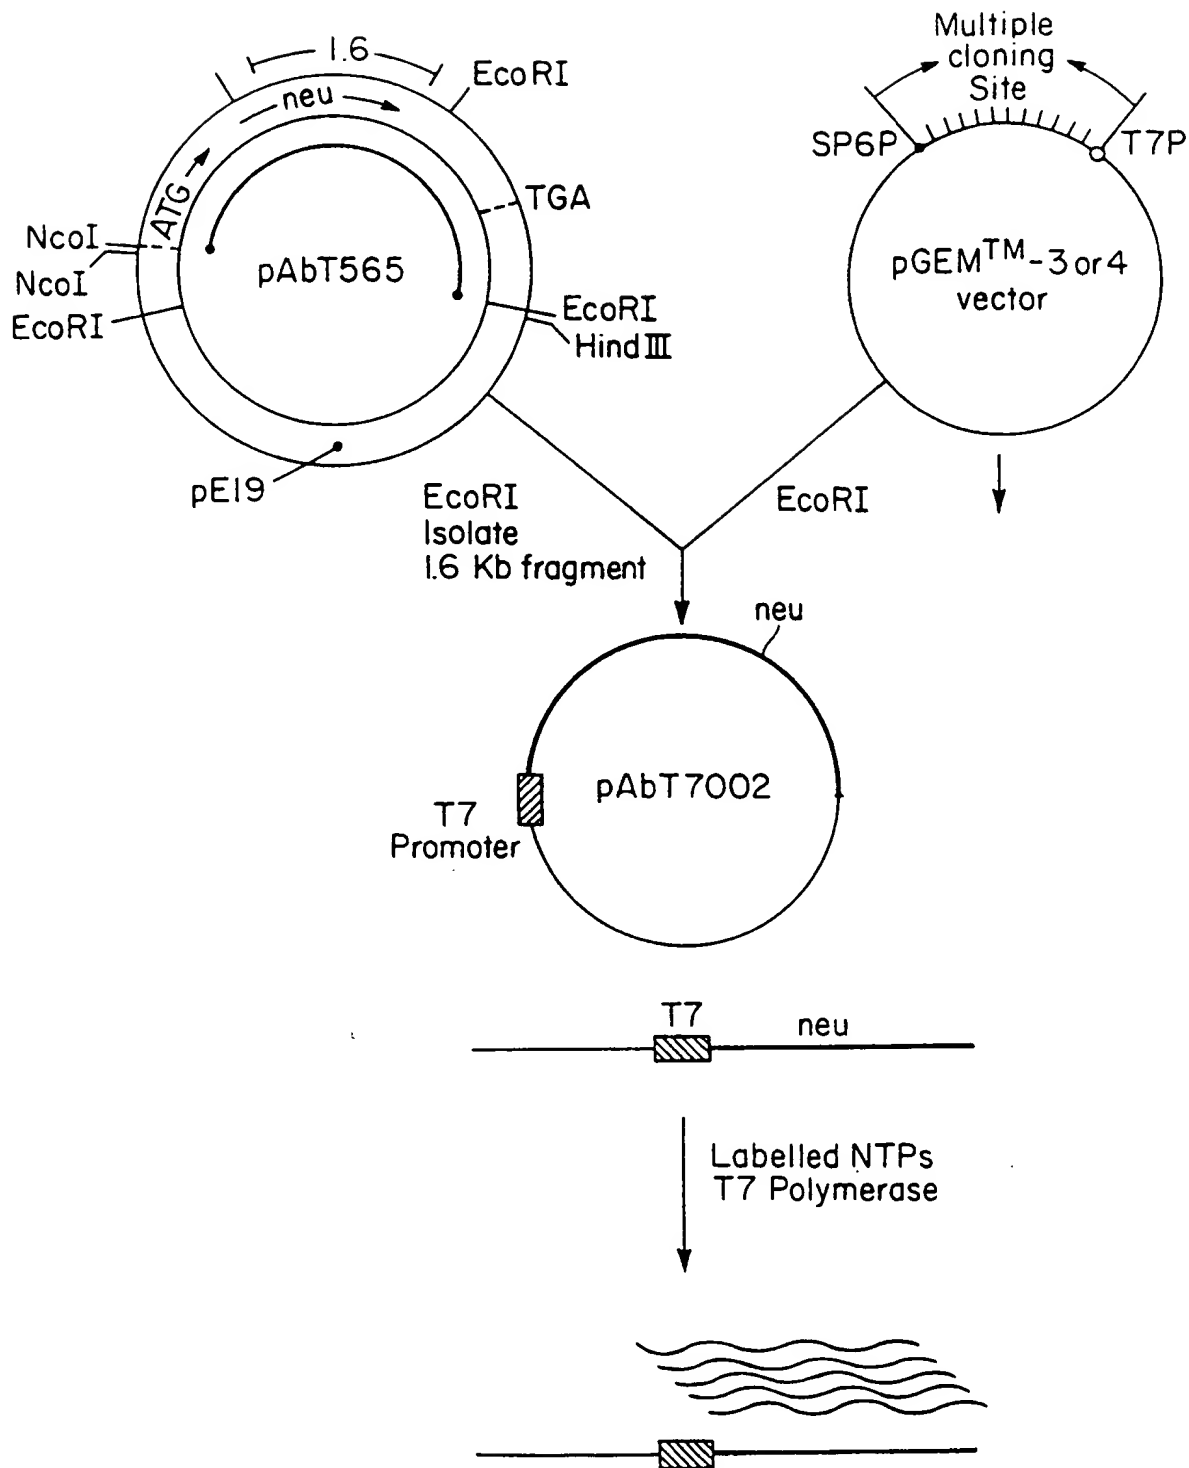 1.6
EcoRI
neu
ATG
TGA
NcoI
NcoI
EcoRI
pAbT565
EcoRI
Hind III
pE19
Multiple
cloning
Site
SP6P
T7P
pGEM™-3 or 4
vector
EcoRI
Isolate
1.6 Kb fragment
EcoRI
neu
pAbT7002
T7
Promoter
T7
neu
Labelled NTPs
T7 Polymerase